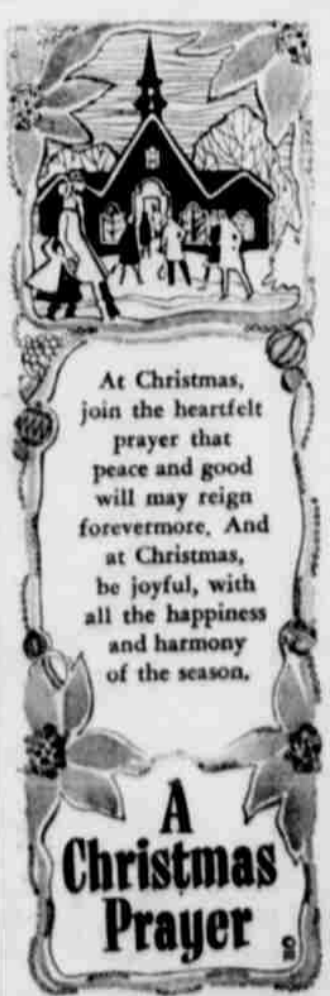 At Christmas,
join the heartfelt
prayer that
peace and good
will may reign
forevermore. And
at Christmas,
be joyful, with
all the happiness
and harmony
of the season.
A
Christmas
Prayer
©